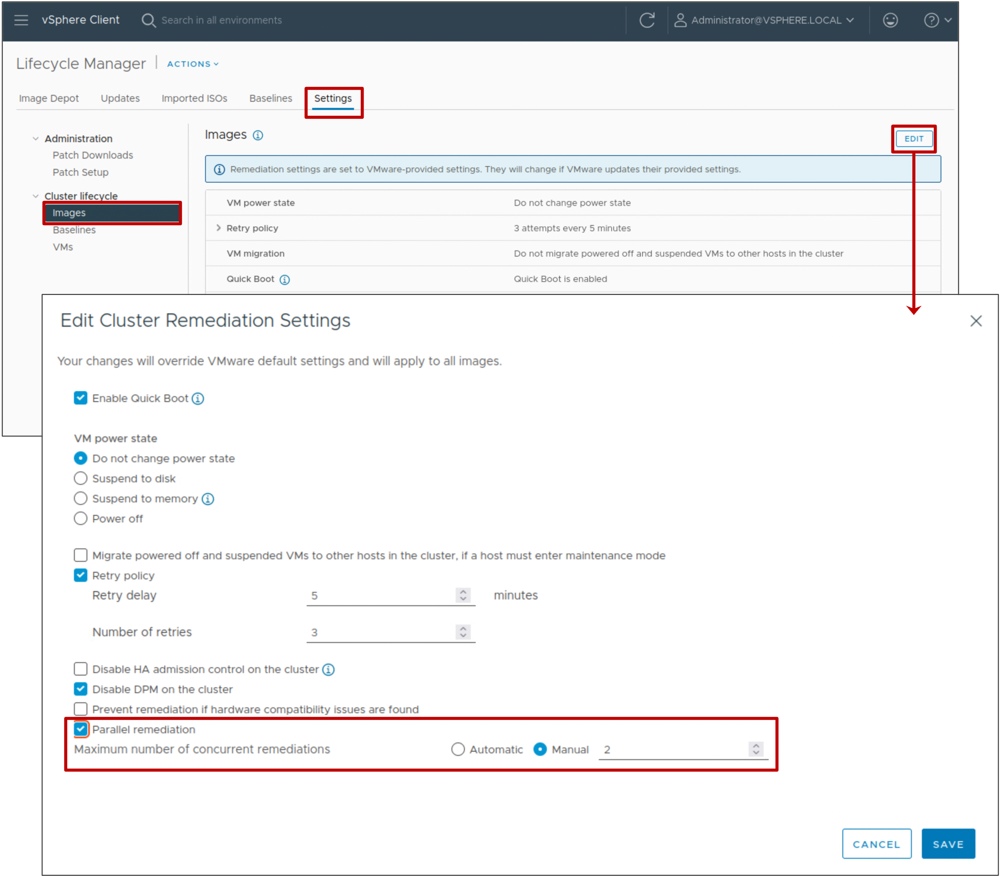 vSphere Client
Search in all environments
Administrator@VSPHERE.LOCAL
Lifecycle Manager
ACTIONS
Image Depot Updates Imported ISOs Baselines Settings
Administration
Patch Downloads
Patch Setup
Cluster lifecycle
Images
Baselines
VMs
Images
EDIT
Remediation settings are set to VMware-provided settings. They will change if VMware updates their provided settings.
VM power state Do not change power state
Retry policy 3 attempts every 5 minutes
VM migration Do not migrate powered off and suspended VMs to other hosts in the cluster
Quick Boot Quick Boot is enabled
Edit Cluster Remediation Settings
Your changes will override VMware default settings and will apply to all images.
Enable Quick Boot
VM power state
Do not change power state
Suspend to disk
Suspend to memory
Power off
Migrate powered off and suspended VMs to other hosts in the cluster, if a host must enter maintenance mode
Retry policy
Retry delay 5 minutes
Number of retries 3
Disable HA admission control on the cluster
Disable DPM on the cluster
Prevent remediation if hardware compatibility issues are found
Parallel remediation
Maximum number of concurrent remediations Automatic Manual 2
CANCEL SAVE